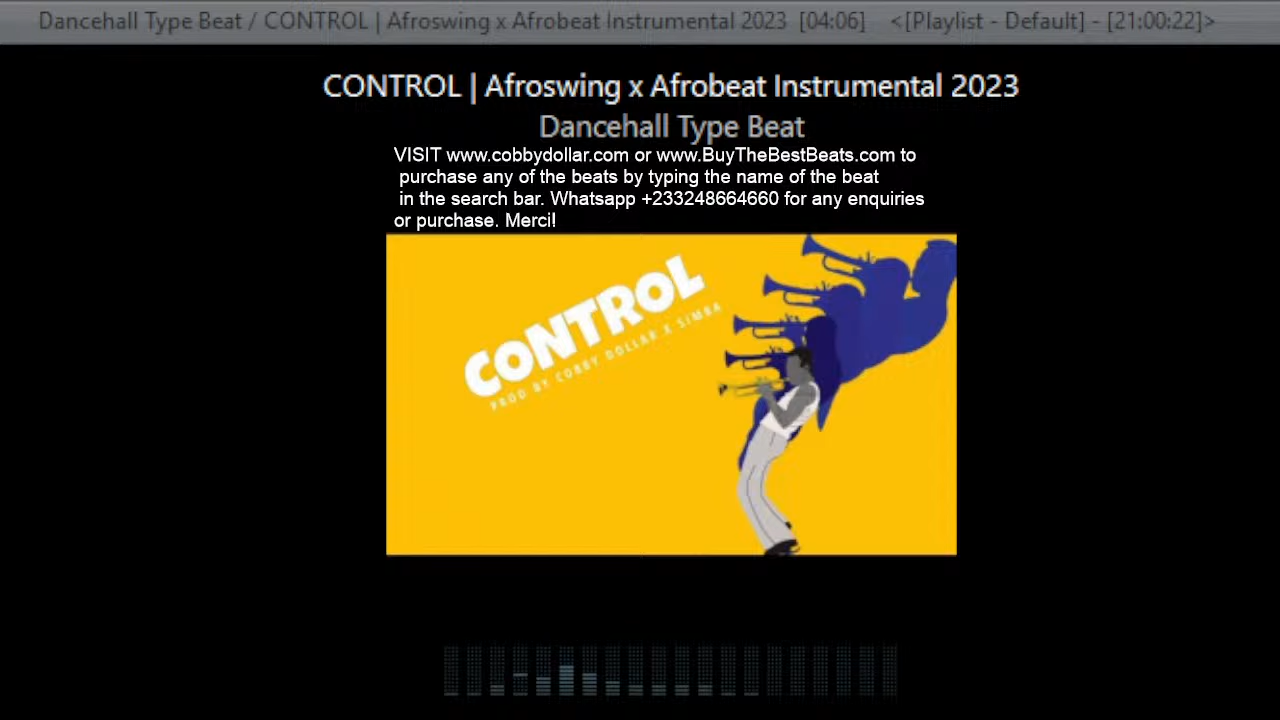 Dancehall Type Beat / CONTROL | Afroswing x Afrobeat Instrumental 2023 [04:06] <[Playlist - Default] - [21:00:22]>
CONTROL | Afroswing x Afrobeat Instrumental 2023
Dancehall Type Beat
VISIT www.cobbydollar.com or www.BuyTheBestBeats.com to
purchase any of the beats by typing the name of the beat
in the search bar. Whatsapp +233248664660 for any enquiries
or purchase. Merci!
CONTROL
PROD BY COBBY DOLLAR X SIMBA